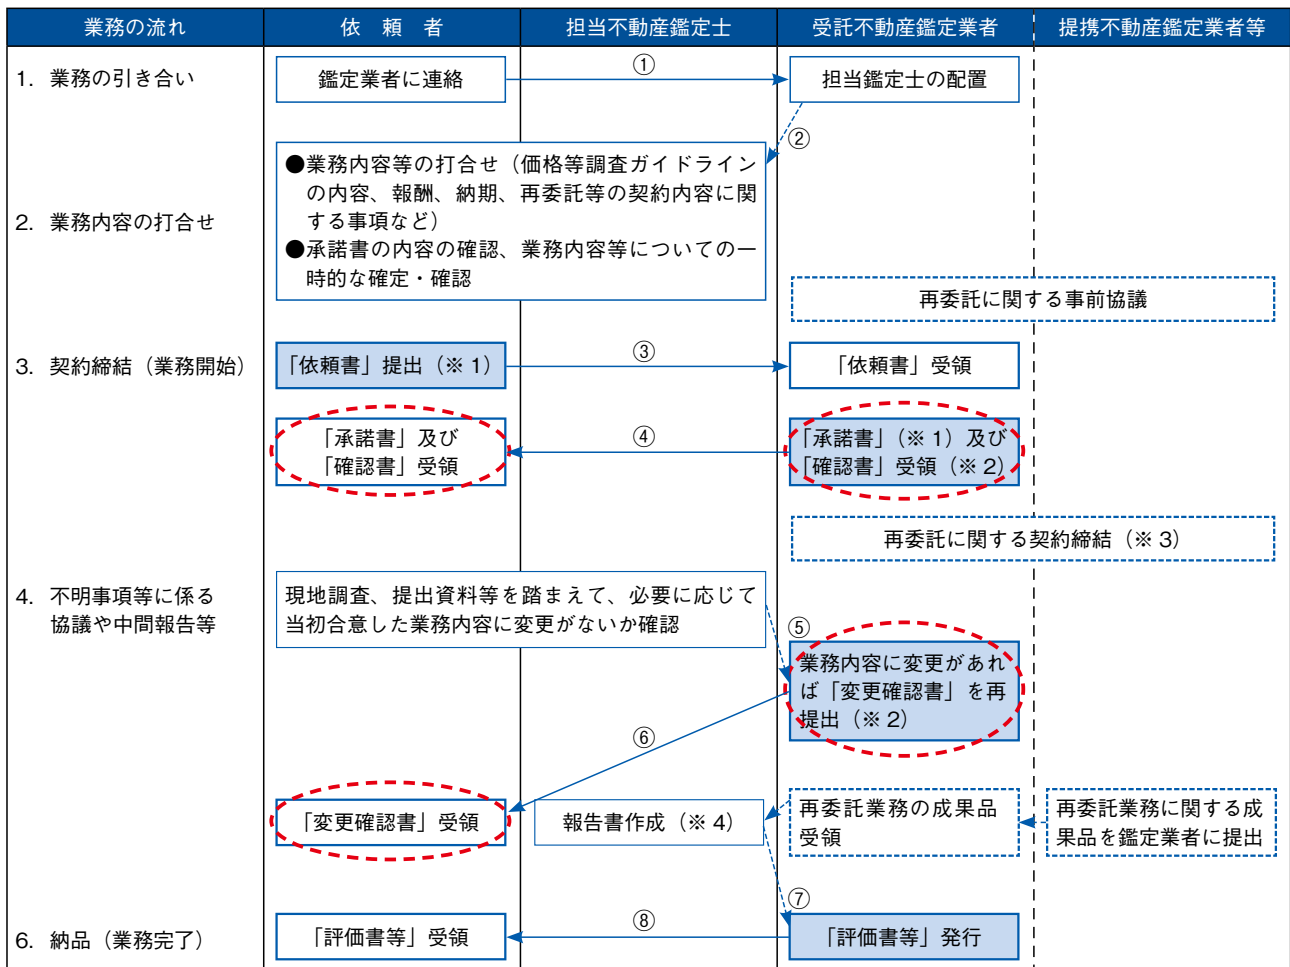 業務の流れ
依 頼 者
担当不動産鑑定士
受託不動産鑑定業者
提携不動産鑑定業者等
1. 業務の引き合い
鑑定業者に連絡
①
担当鑑定士の配置
②
2. 業務内容の打合せ
●業務内容等の打合せ（価格等調査ガイドライン
の内容、報酬、納期、再委託等の契約内容に関
する事項など）
●承諾書の内容の確認、業務内容等についての一
時的な確定・確認
再委託に関する事前協議
3. 契約締結（業務開始）
「依頼書」提出（※1）
③
「依頼書」受領
「承諾書」及び
「確認書」受領
④
「承諾書」（※1）及び
「確認書」受領（※2）
再委託に関する契約締結（※3）
4. 不明事項等に係る
協議や中間報告等
現地調査、提出資料等を踏まえて、必要に応じて
当初合意した業務内容に変更がないか確認
⑤
業務内容に変更があれ
ば「変更確認書」を再
提出（※2）
⑥
「変更確認書」受領
報告書作成（※4）
再委託業務の成果品
受領
再委託業務に関する成
果品を鑑定業者に提出
⑦
6. 納品（業務完了）
「評価書等」受領
⑧
「評価書等」発行